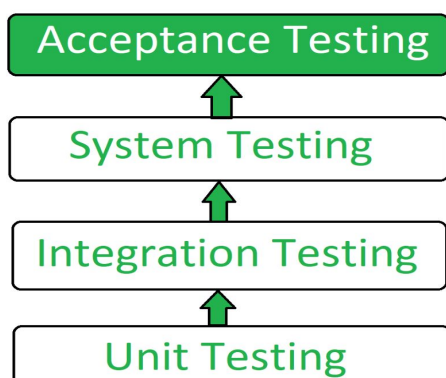 Acceptance Testing
System Testing
Integration Testing
Unit Testing